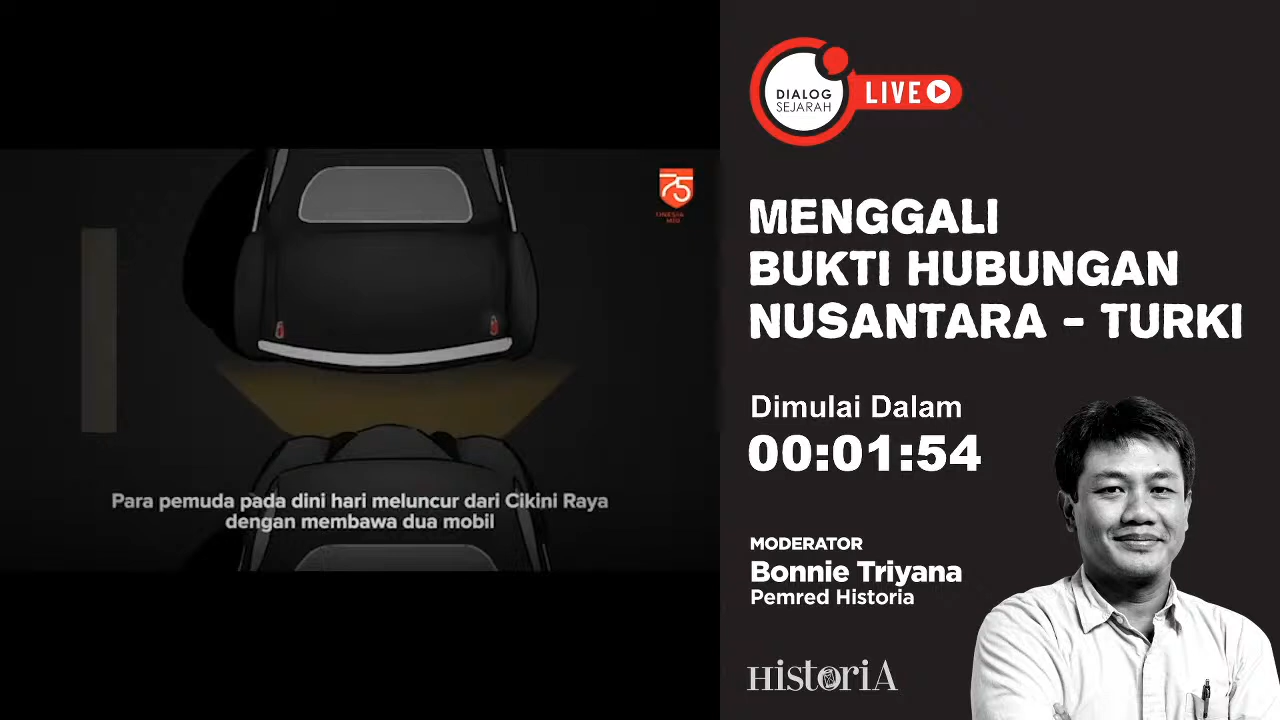 75
Para pemuda pada dini hari meluncur dari Cikini Raya
dengan membawa dua mobil
DIALOG
SEJARAH
LIVE
MENGGALI
BUKTI HUBUNGAN
NUSANTARA - TURKI
Dimulai Dalam
00:01:54
MODERATOR
Bonnie Triyana
Pemred Historia
HistoriA